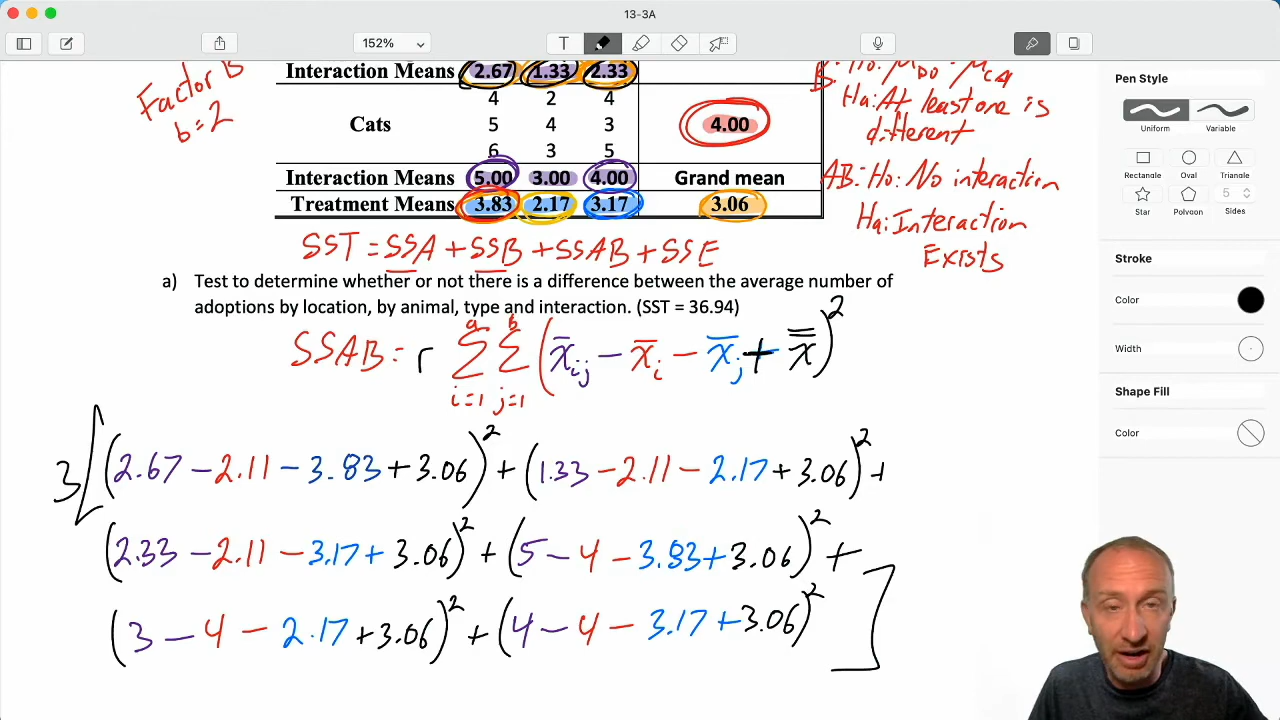 13-3A
152%
T
Pen Style
Uniform Variable
Rectangle Oval Triangle
Star Polygon 5 Sides
Stroke
Color
Width
Shape Fill
Color
Factor B
b = 2
Interaction Means 2.67 1.33 2.33
4 2 4
Cats 5 4 3 4.00
6 3 5
Interaction Means 5.00 3.00 4.00 Grand mean
Treatment Means 3.83 2.17 3.17 3.06
Ha: At least one is
different
AB: Ho: No interaction
Ha: Interaction
Exists
SST = SSA + SSB + SSAB + SSE
a) Test to determine whether or not there is a difference between the average number of
adoptions by location, by animal, type and interaction. (SST = 36.94)
SSAB = r Σ(i=1, a) Σ(j=1, b) (x̄ij − x̄i − x̄j + x̿)²
3[(2.67 − 2.11 − 3.83 + 3.06)² + (1.33 − 2.11 − 2.17 + 3.06)² +
(2.33 − 2.11 − 3.17 + 3.06)² + (5 − 4 − 3.83 + 3.06)² +
(3 − 4 − 2.17 + 3.06)² + (4 − 4 − 3.17 + 3.06)²]